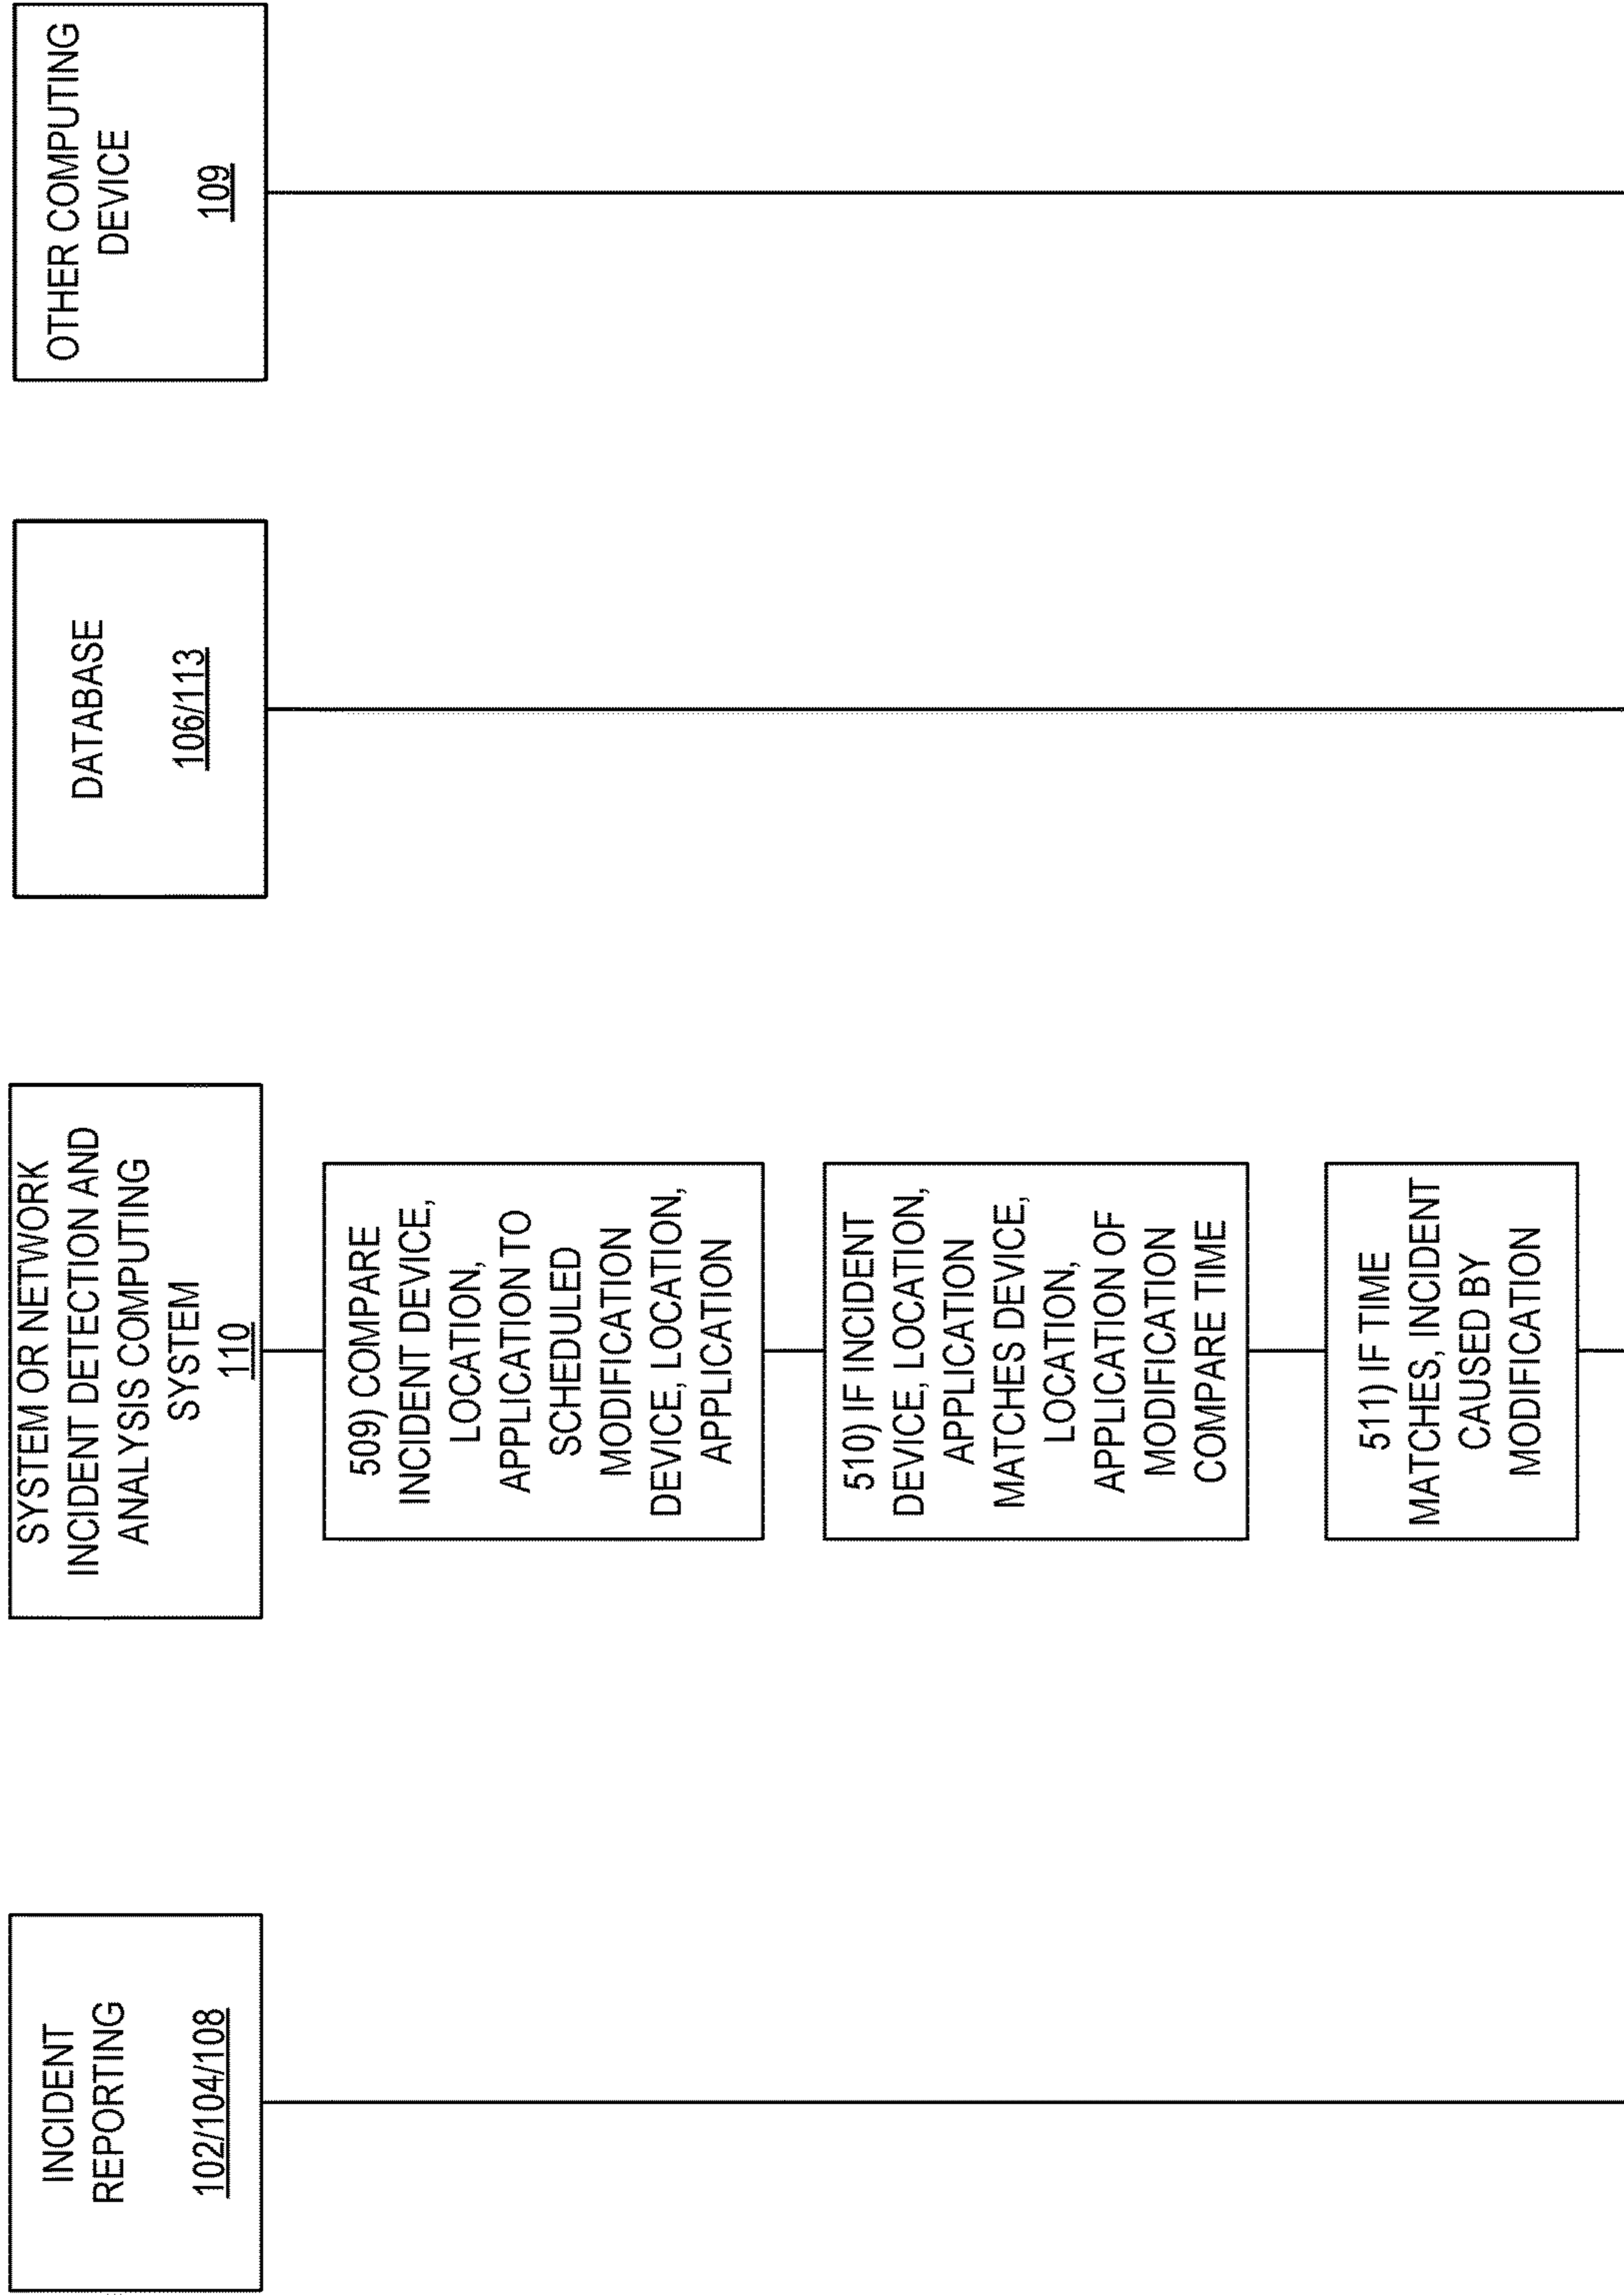 INCIDENT
REPORTING
102/104/108
SYSTEM OR NETWORK
INCIDENT DETECTION AND
ANALYSIS COMPUTING
SYSTEM
110
DATABASE
106/113
OTHER COMPUTING
DEVICE
109
509) COMPARE
INCIDENT DEVICE,
LOCATION,
APPLICATION TO
SCHEDULED
MODIFICATION
DEVICE, LOCATION,
APPLICATION
510) IF INCIDENT
DEVICE, LOCATION,
APPLICATION
MATCHES DEVICE,
LOCATION,
APPLICATION OF
MODIFICATION
COMPARE TIME
511) IF TIME
MATCHES, INCIDENT
CAUSED BY
MODIFICATION